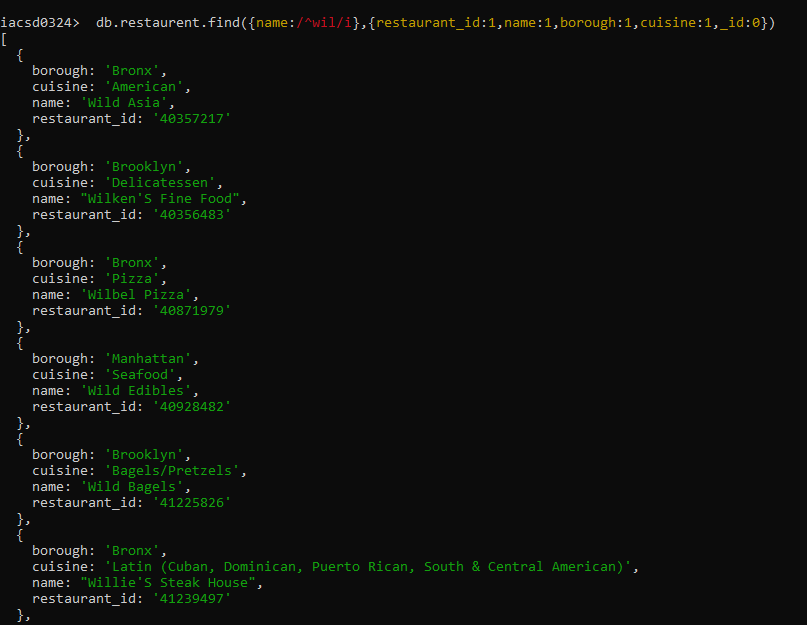 iacsd0324> db.restaurent.find({name:/^wil/i},{restaurant_id:1,name:1,borough:1,cuisine:1,_id:0})
[
  {
    borough: 'Bronx',
    cuisine: 'American',
    name: 'Wild Asia',
    restaurant_id: '40357217'
  },
  {
    borough: 'Brooklyn',
    cuisine: 'Delicatessen',
    name: "Wilken'S Fine Food",
    restaurant_id: '40356483'
  },
  {
    borough: 'Bronx',
    cuisine: 'Pizza',
    name: 'Wilbel Pizza',
    restaurant_id: '40871979'
  },
  {
    borough: 'Manhattan',
    cuisine: 'Seafood',
    name: 'Wild Edibles',
    restaurant_id: '40928482'
  },
  {
    borough: 'Brooklyn',
    cuisine: 'Bagels/Pretzels',
    name: 'Wild Bagels',
    restaurant_id: '41225826'
  },
  {
    borough: 'Bronx',
    cuisine: 'Latin (Cuban, Dominican, Puerto Rican, South & Central American)',
    name: "Willie'S Steak House",
    restaurant_id: '41239497'
  },